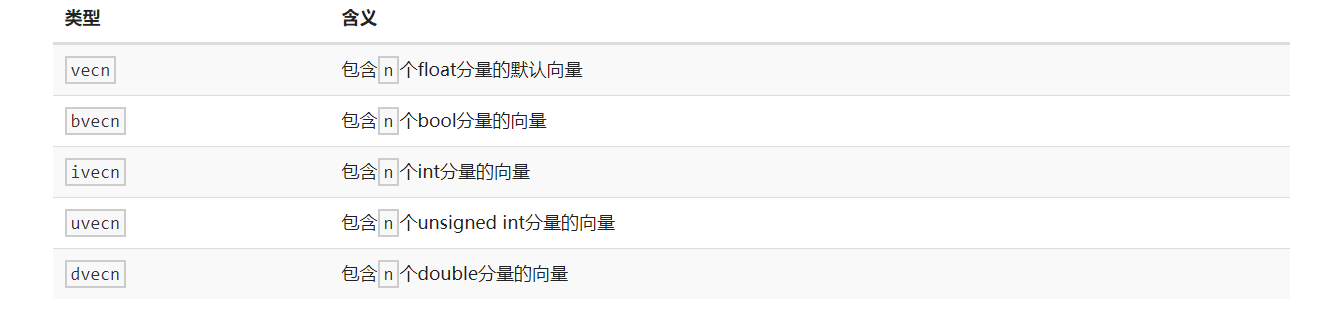 类型 含义
vecn 包含n个float分量的默认向量
bvecn 包含n个bool分量的向量
ivecn 包含n个int分量的向量
uvecn 包含n个unsigned int分量的向量
dvecn 包含n个double分量的向量